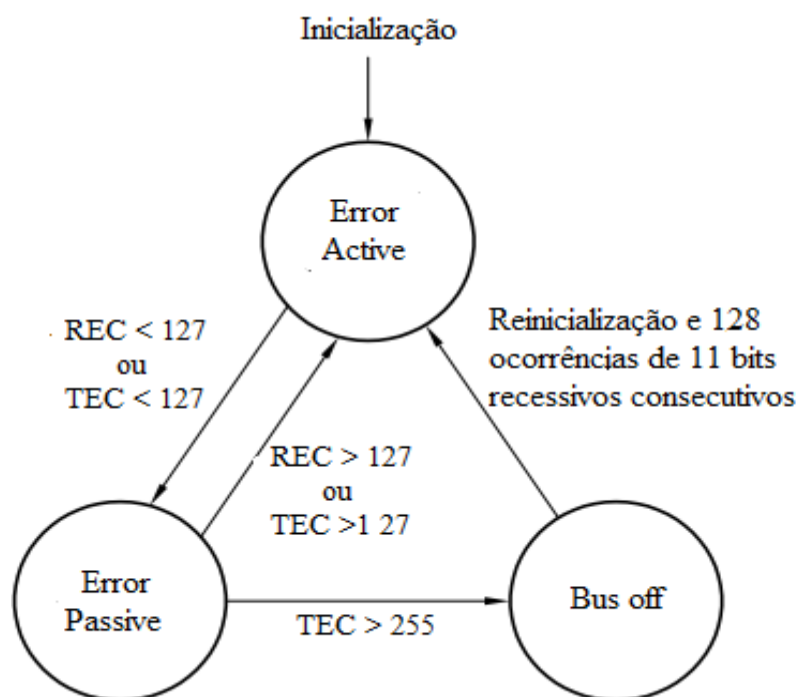 Inicialização
Error
Active
REC < 127
ou
TEC < 127
Reinicialização e 128
ocorrências de 11 bits
recessivos consecutivos
REC > 127
ou
TEC >1 27
Error
Passive
TEC > 255
Bus off